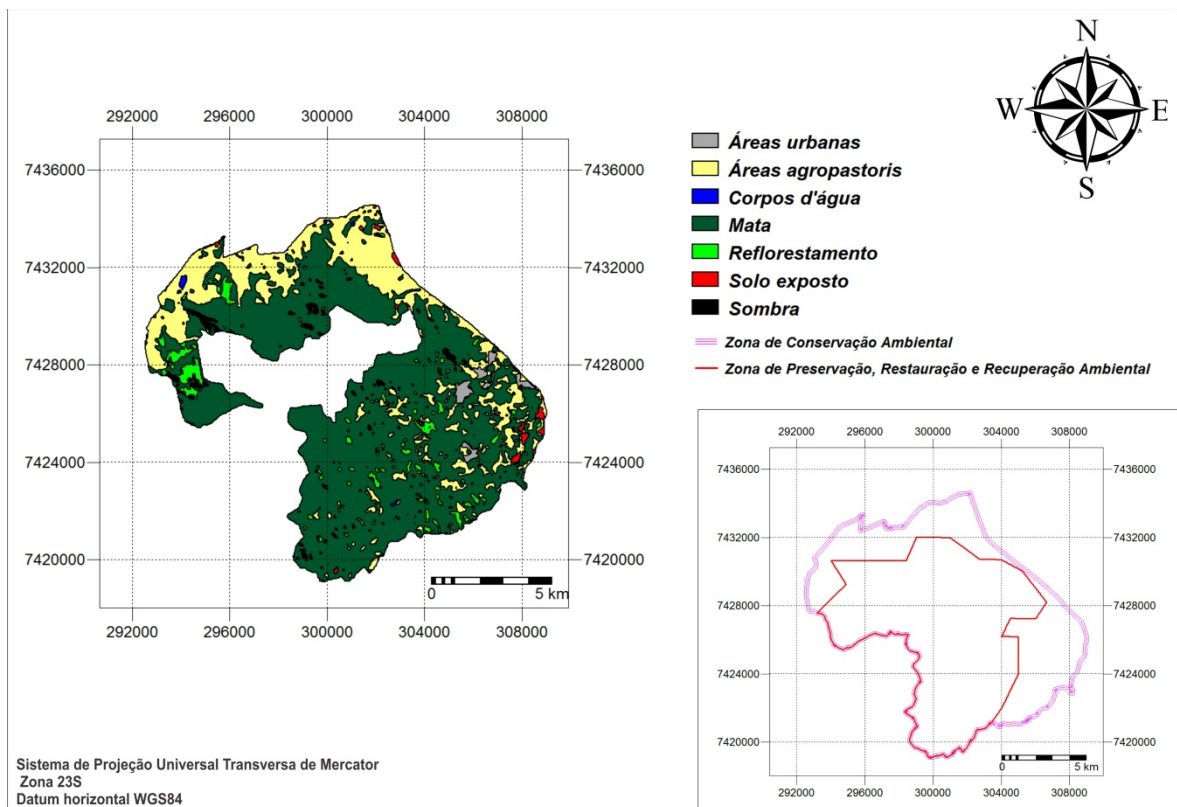 N
W
E
S
292000 296000 300000 304000 308000
7436000 7436000
7432000 7432000
7428000 7428000
7424000 7424000
7420000 7420000
0 5 km
292000 296000 300000 304000 308000
Áreas urbanas
Áreas agropastoris
Corpos d'água
Mata
Reflorestamento
Solo exposto
Sombra
Zona de Conservação Ambiental
Zona de Preservação, Restauração e Recuperação Ambiental
292000 296000 300000 304000 308000
7436000 7436000
7432000 7432000
7428000 7428000
7424000 7424000
7420000 7420000
0 5 km
292000 296000 300000 304000 308000
Sistema de Projeção Universal Transversa de Mercator
Zona 23S
Datum horizontal WGS84